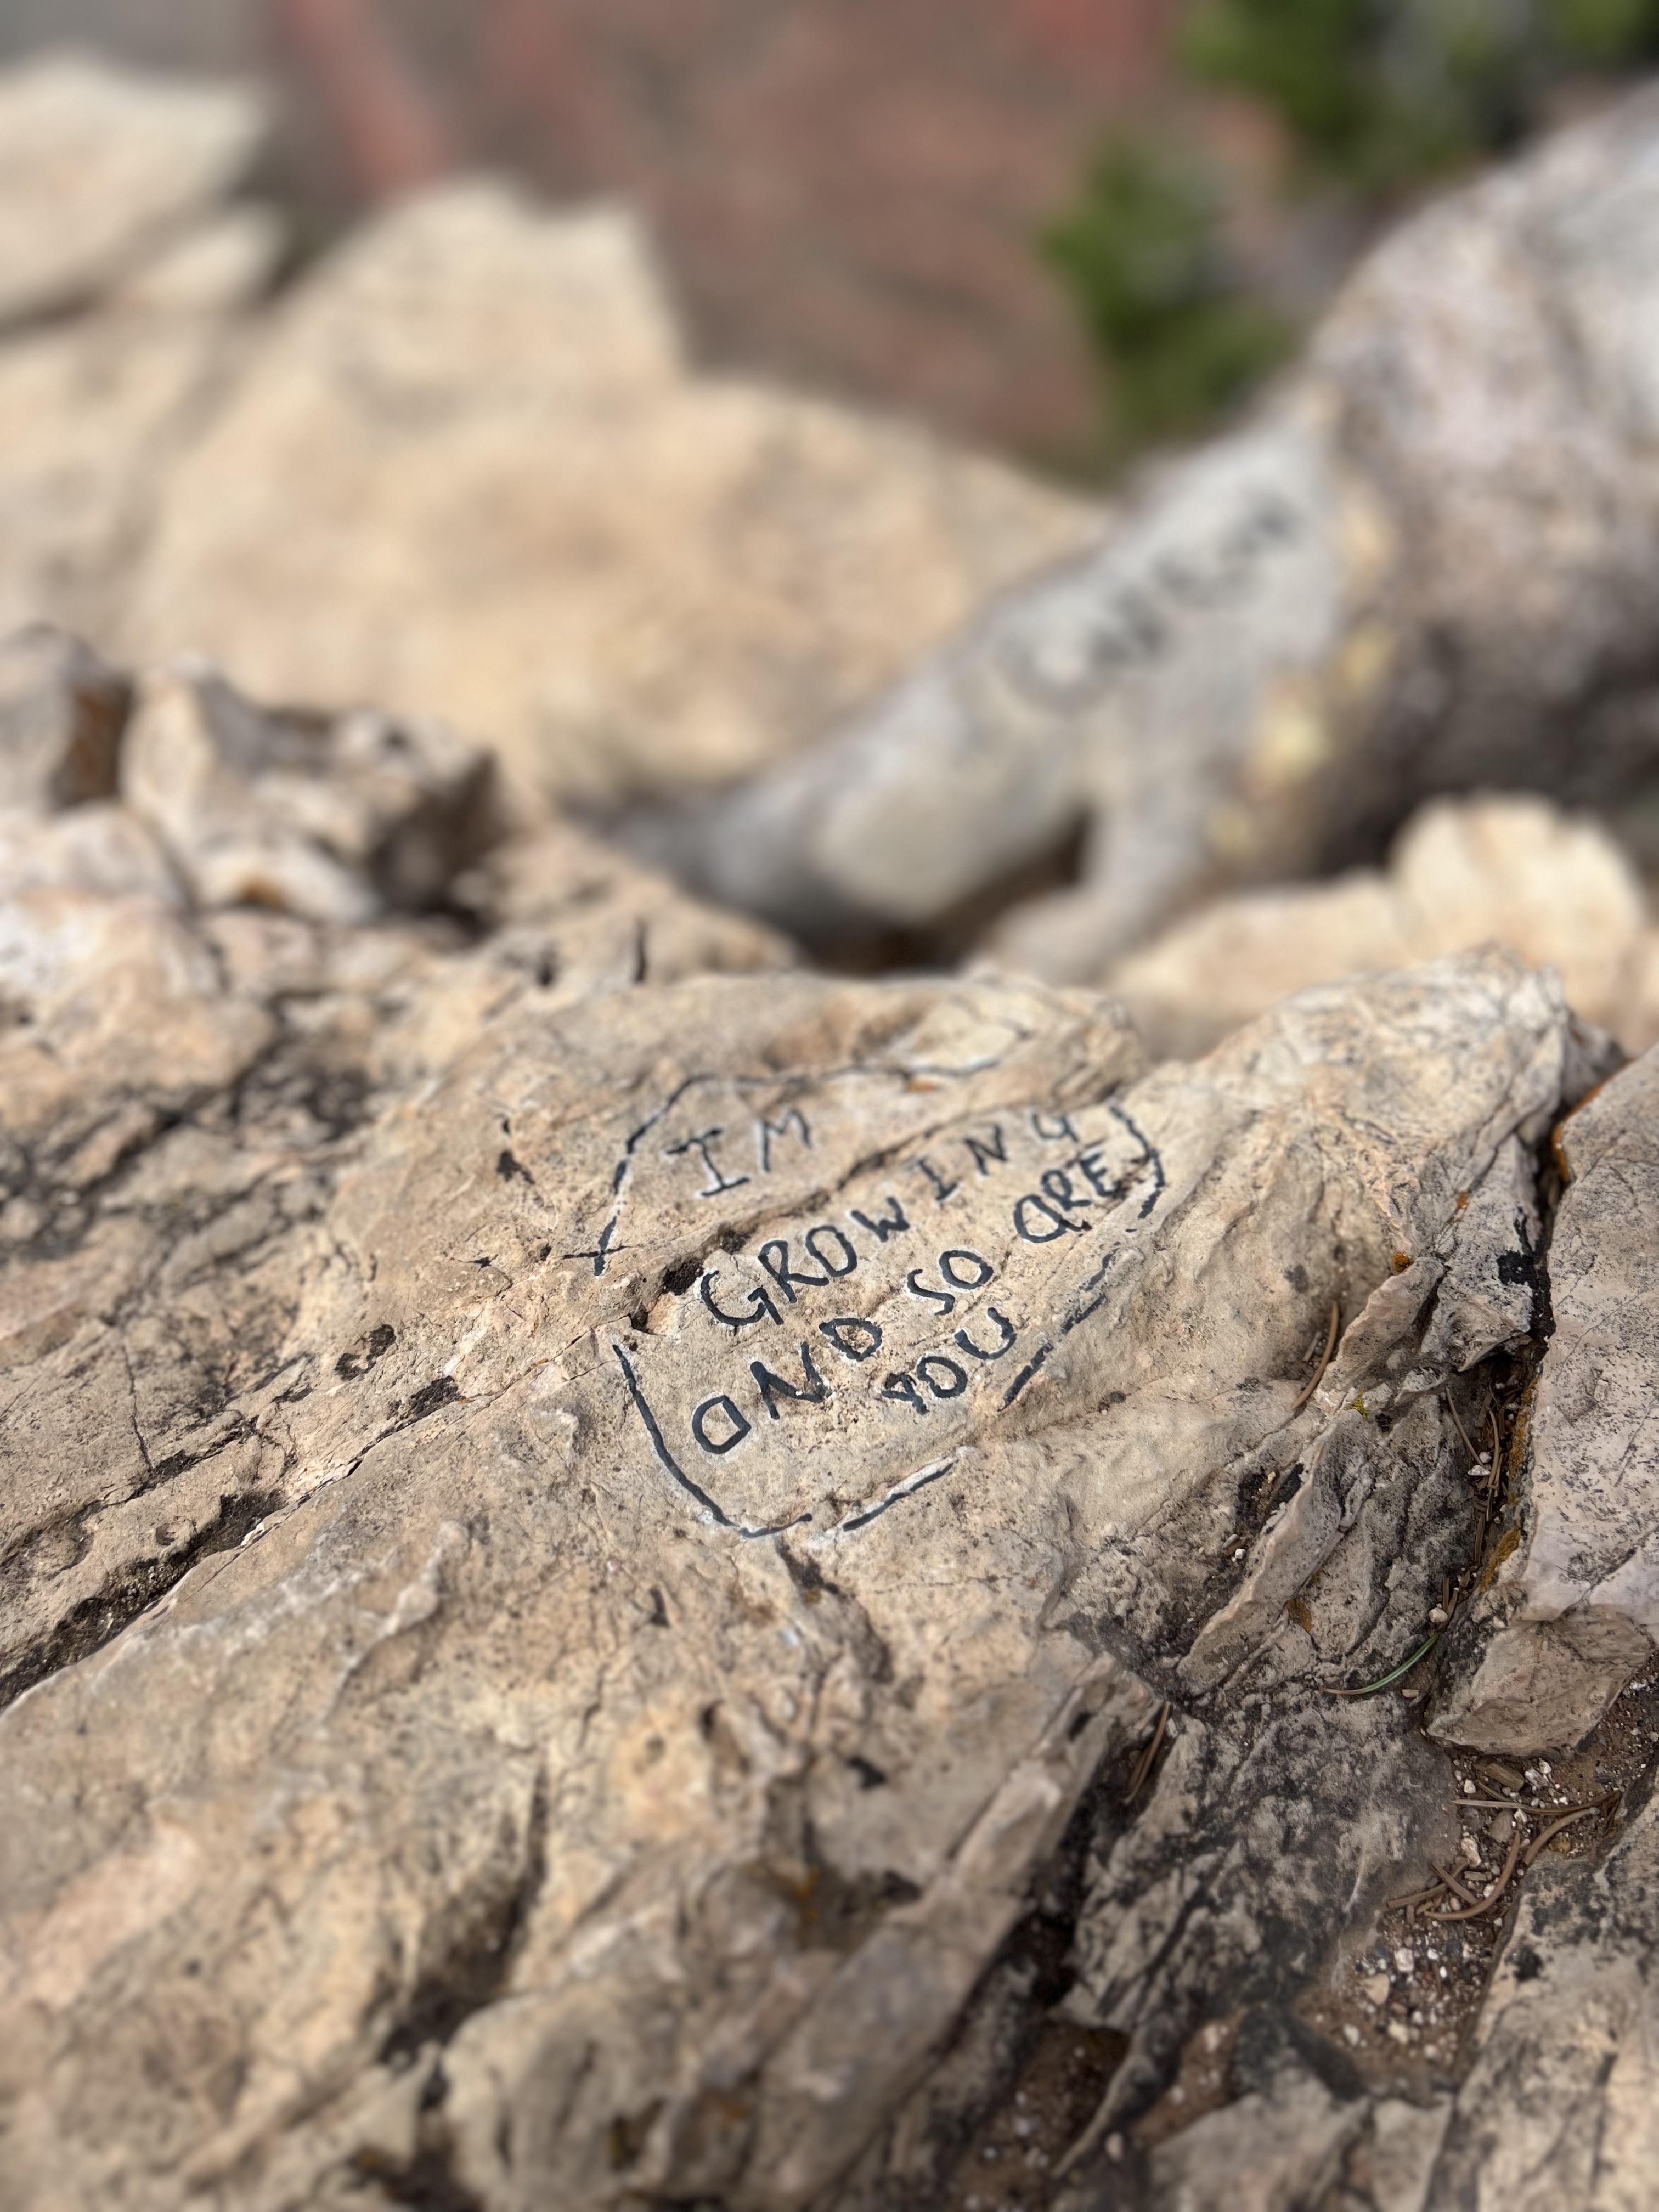 IM
GROWING
AND SO ARE
YOU